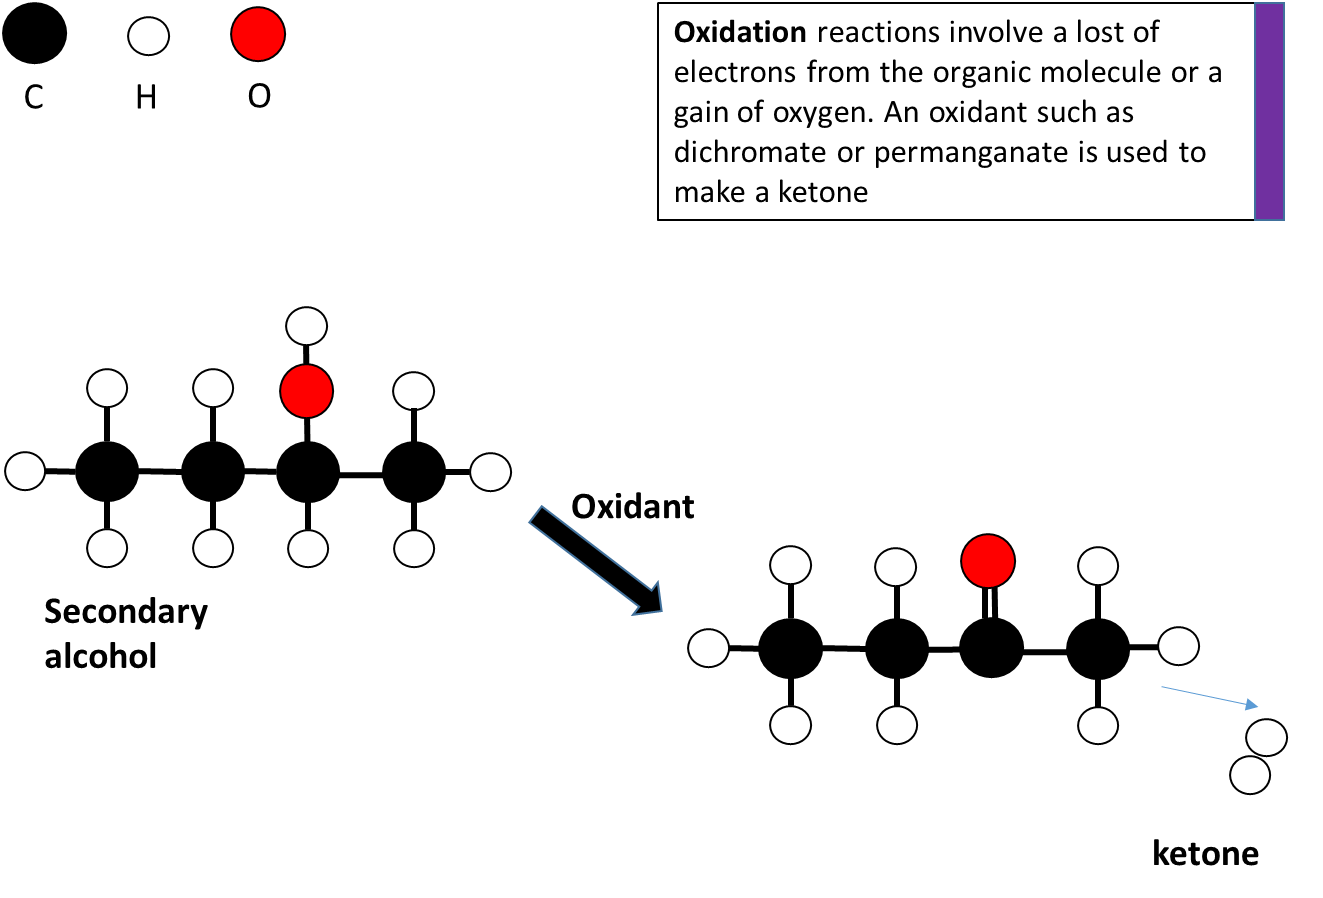 C H O
Oxidation reactions involve a lost of
electrons from the organic molecule or a
gain of oxygen. An oxidant such as
dichromate or permanganate is used to
make a ketone
Oxidant
Secondary
alcohol
ketone